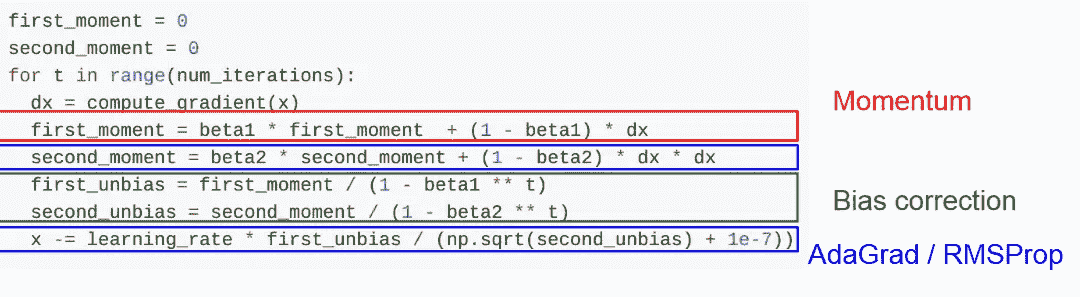 first_moment = 0
second_moment = 0
for t in range(num_iterations):
dx = compute_gradient(x)
first_moment = beta1 * first_moment + (1 - beta1) * dx
Momentum
second_moment = beta2 * second_moment + (1 - beta2) * dx * dx
first_unbias = first_moment / (1 - beta1 ** t)
second_unbias = second_moment / (1 - beta2 ** t)
Bias correction
x -= learning_rate * first_unbias / (np.sqrt(second_unbias) + 1e-7))
AdaGrad / RMSProp